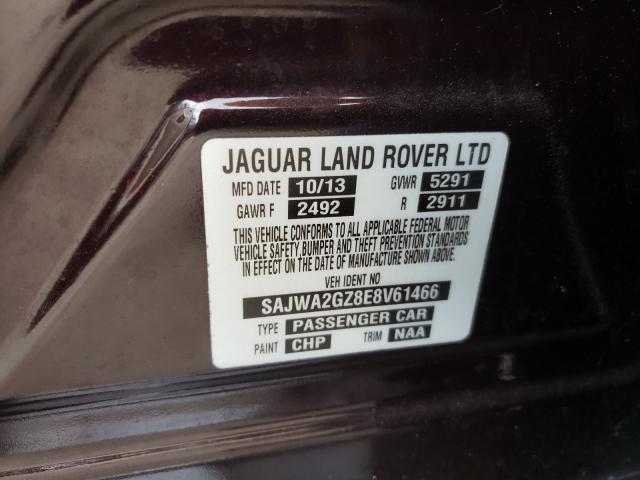 JAGUAR LAND ROVER LTD
MFD DATE 10/13 GVWR 5291
GAWR F 2492 R 2911
THIS VEHICLE CONFORMS TO ALL APPLICABLE FEDERAL MOTOR
VEHICLE SAFETY, BUMPER AND THEFT PREVENTION STANDARDS
IN EFFECT ON THE DATE OF MANUFACTURE SHOWN ABOVE.
VEH IDENT NO
SAJWA2GZ8E8V61466
TYPE PASSENGER CAR
PAINT CHP TRIM NAA